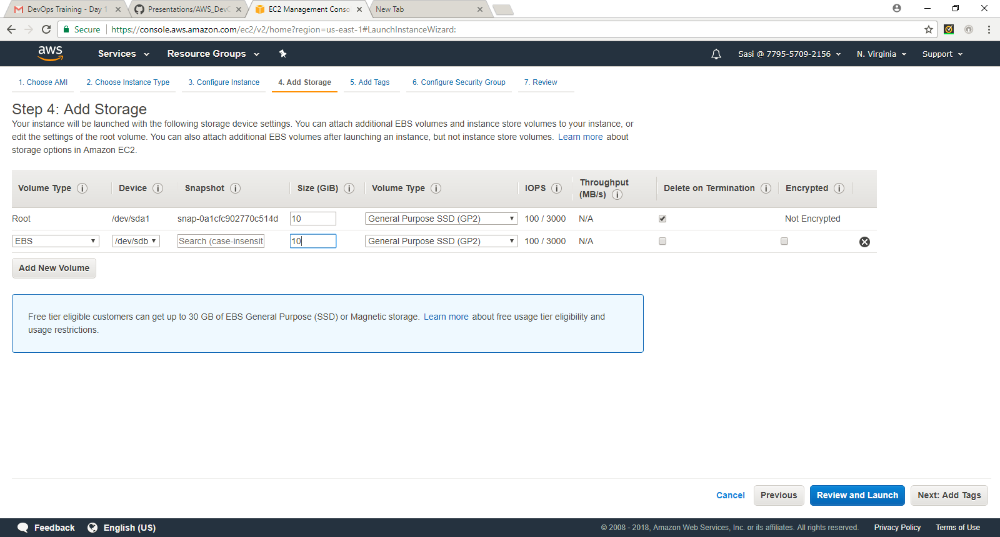 DevOps Training - Day 1
Presentations/AWS_DevO
EC2 Management Conso
New Tab
Secure
https://console.aws.amazon.com/ec2/v2/home?region=us-east-1#LaunchInstanceWizard:
aws
Services
Resource Groups
Sasi @ 7795-5709-2156
N. Virginia
Support
1. Choose AMI
2. Choose Instance Type
3. Configure Instance
4. Add Storage
5. Add Tags
6. Configure Security Group
7. Review
Step 4: Add Storage
Your instance will be launched with the following storage device settings. You can attach additional EBS volumes and instance store volumes to your instance, or
edit the settings of the root volume. You can also attach additional EBS volumes after launching an instance, but not instance store volumes. Learn more about
storage options in Amazon EC2.
Volume Type i Device i Snapshot i Size (GiB) i Volume Type i IOPS i Throughput (MB/s) i Delete on Termination i Encrypted i
Root /dev/sda1 snap-0a1cfc902770c514d 10 General Purpose SSD (GP2) 100 / 3000 N/A Not Encrypted
EBS /dev/sdb Search (case-insensit 10 General Purpose SSD (GP2) 100 / 3000 N/A
Add New Volume
Free tier eligible customers can get up to 30 GB of EBS General Purpose (SSD) or Magnetic storage. Learn more about free usage tier eligibility and
usage restrictions.
Cancel
Previous
Review and Launch
Next: Add Tags
Feedback
English (US)
© 2008 - 2018, Amazon Web Services, Inc. or its affiliates. All rights reserved.
Privacy Policy
Terms of Use